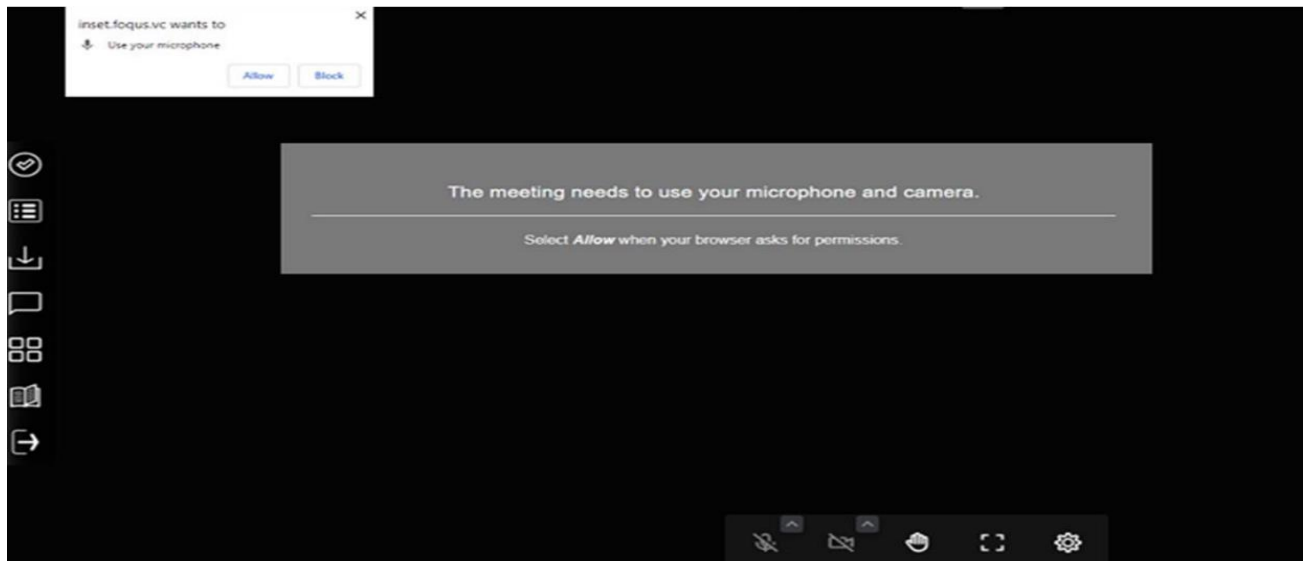 inset.foqus.vc wants to
Use your microphone
Allow Block
The meeting needs to use your microphone and camera.
Select Allow when your browser asks for permissions.